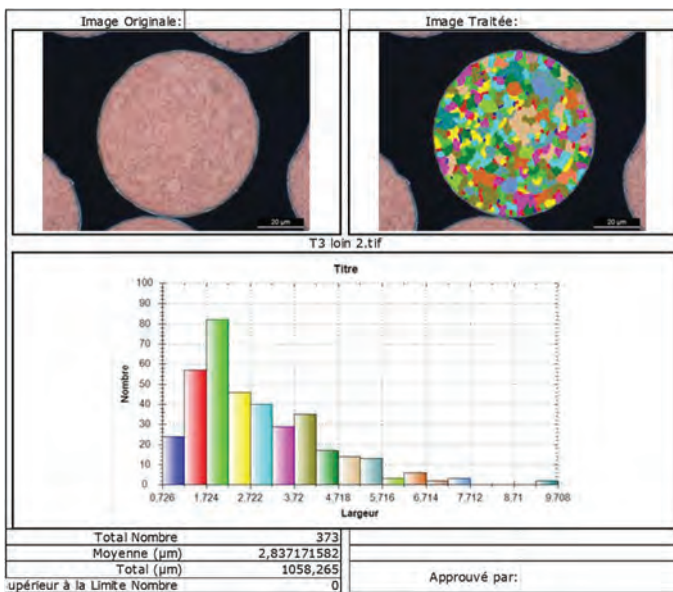 Image Originale: Image Traitée:
20 µm 20 µm
T3 loin 2.tif
Titre
Nombre
100
90
80
70
60
50
40
30
20
10
0
0,726 1,724 2,722 3,72 4,718 5,716 6,714 7,712 8,71 9,708
Largeur
Total Nombre 373
Moyenne (µm) 2,837171582
Total (µm) 1058,265
upérieur à la Limite Nombre 0
Approuvé par: